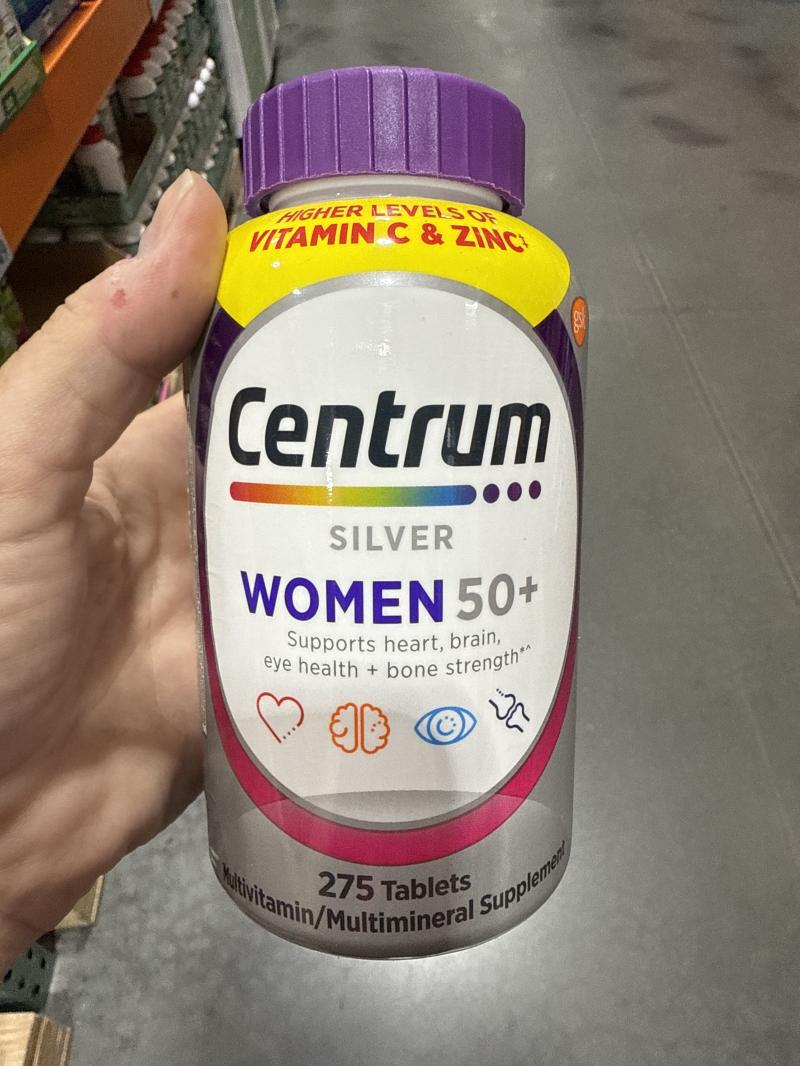 HIGHER LEVELS OF
VITAMIN C & ZINC‡
gsk
Centrum
SILVER
WOMEN 50+
Supports heart, brain,
eye health + bone strength*^
275 Tablets
Multivitamin/Multimineral Supplement